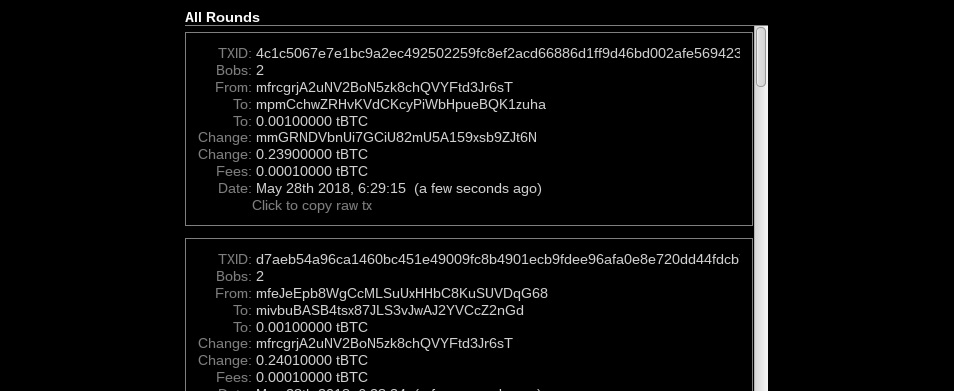 All Rounds
TXID: 4c1c5067e7e1bc9a2ec492502259fc8ef2acd66886d1ff9d46bd002afe569423
Bobs: 2
From: mfrcgrjA2uNV2BoN5zk8chQVYFtd3Jr6sT
To: mpmCchwZRHvKVdCKcyPiWbHpueBQK1zuha
To: 0.00100000 tBTC
Change: mmGRNDVbnUi7GCiU82mU5A159xsb9ZJt6N
Change: 0.23900000 tBTC
Fees: 0.00010000 tBTC
Date: May 28th 2018, 6:29:15 (a few seconds ago)
Click to copy raw tx
TXID: d7aeb54a96ca1460bc451e49009fc8b4901ecb9fdee96afa0e8e720dd44fdcb
Bobs: 2
From: mfeJeEpb8WgCcMLSuUxHHbC8KuSUVDqG68
To: mivbuBASB4tsx87JLS3vJwAJ2YVCcZ2nGd
To: 0.00100000 tBTC
Change: mfrcgrjA2uNV2BoN5zk8chQVYFtd3Jr6sT
Change: 0.24010000 tBTC
Fees: 0.00010000 tBTC